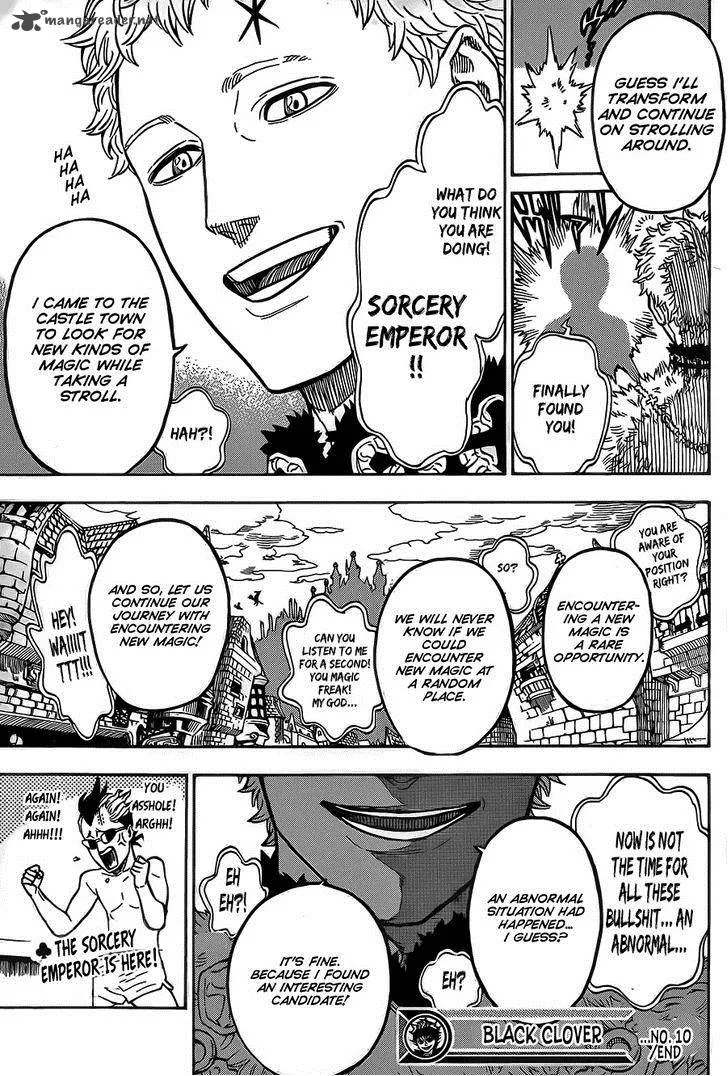 mangareader.net
GUESS I'LL
TRANSFORM
AND CONTINUE
ON STROLLING
AROUND.
FINALLY
FOUND
YOU!
WHAT DO
YOU THINK
YOU ARE
DOING!
SORCERY
EMPEROR
!!
HA
HA
HA
HA
I CAME TO THE
CASTLE TOWN
TO LOOK FOR
NEW KINDS OF
MAGIC WHILE
TAKING A
STROLL.
HAH?!
YOU ARE
AWARE OF
YOUR
POSITION
RIGHT?
ENCOUNTER-
ING A NEW
MAGIC IS
A RARE
OPPORTUNITY.
SO?
WE WILL NEVER
KNOW IF WE
COULD
ENCOUNTER
NEW MAGIC AT
A RANDOM
PLACE.
CAN YOU
LISTEN TO ME
FOR A SECOND!
YOU MAGIC
FREAK!
MY GOD...
AND SO, LET US
CONTINUE OUR
JOURNEY WITH
ENCOUNTERING
NEW MAGIC!
HEY!
WAIIIIT
TTT!!!
NOW IS NOT
THE TIME FOR
ALL THESE
BULLSHIT... AN
ABNORMAL...
AN ABNORMAL
SITUATION HAD
HAPPENED...
I GUESS?
EH?
EH
EH?!
IT'S FINE.
BECAUSE I FOUND
AN INTERESTING
CANDIDATE!
YOU
ASSHOLE!
ARGHH!
AGAIN!
AGAIN!
AHHH!!!
♣ THE SORCERY
EMPEROR IS HERE!
BLACK CLOVER
...NO. 10
/END